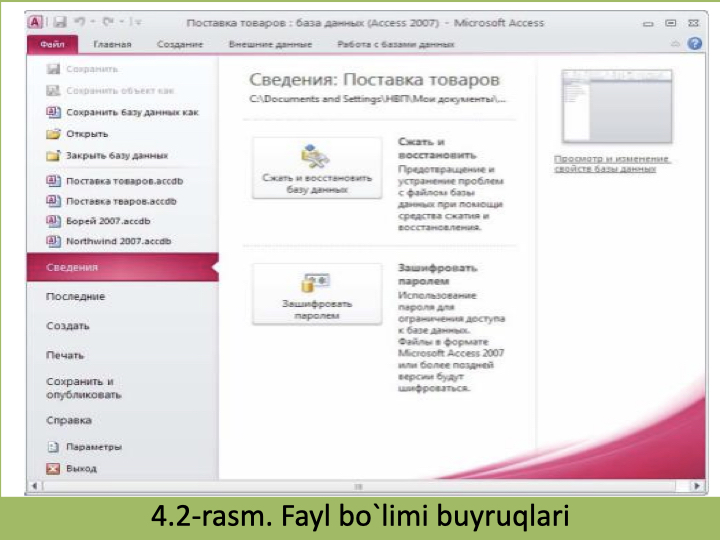 Поставка товаров : база данных (Access 2007) - Microsoft Access
Файл Главная Создание Внешние данные Работа с базами данных
Сохранить
Сохранить объект как
Сохранить базу данных как
Открыть
Закрыть базу данных
Поставка товаров.accdb
Поставка тваров.accdb
Борей 2007.accdb
Northwind 2007.accdb
Сведения
Последние
Создать
Печать
Сохранить и
опубликовать
Справка
Параметры
Выход
Сведения: Поставка товаров
C:\Documents and Settings\НВП\Мои документы\...
Сжать и восстановить
базу данных
Сжать и
восстановить
Предотвращение и
устранение проблем
с файлом базы
данных при помощи
средства сжатия и
восстановления.
Зашифровать
паролем
Зашифровать
паролем
Использование
пароля для
ограничения доступа
к базе данных.
Файлы в формате
Microsoft Access 2007
или более поздней
версии будут
шифроваться.
Просмотр и изменение
свойств базы данных
4.2-rasm. Fayl bo`limi buyruqlari